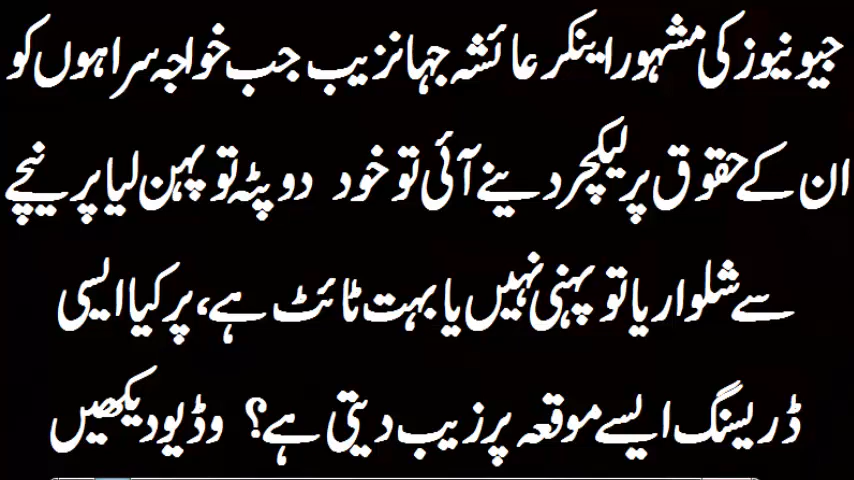 جیو نیوز کی مشہور اینکر عائشہ جہانزیب جب خواجہ سراہوں کو
ان کے حقوق پر لیکچر دینے آئی تو خود دوپٹہ تو پہن لیا پر نیچے
سے شلوار یا تو پہنی نہیں یا بہت ٹائٹ ہے، پر کیا ایسی
ڈریسنگ ایسے موقعہ پر زیب دیتی ہے؟ وڈیو دیکھیں